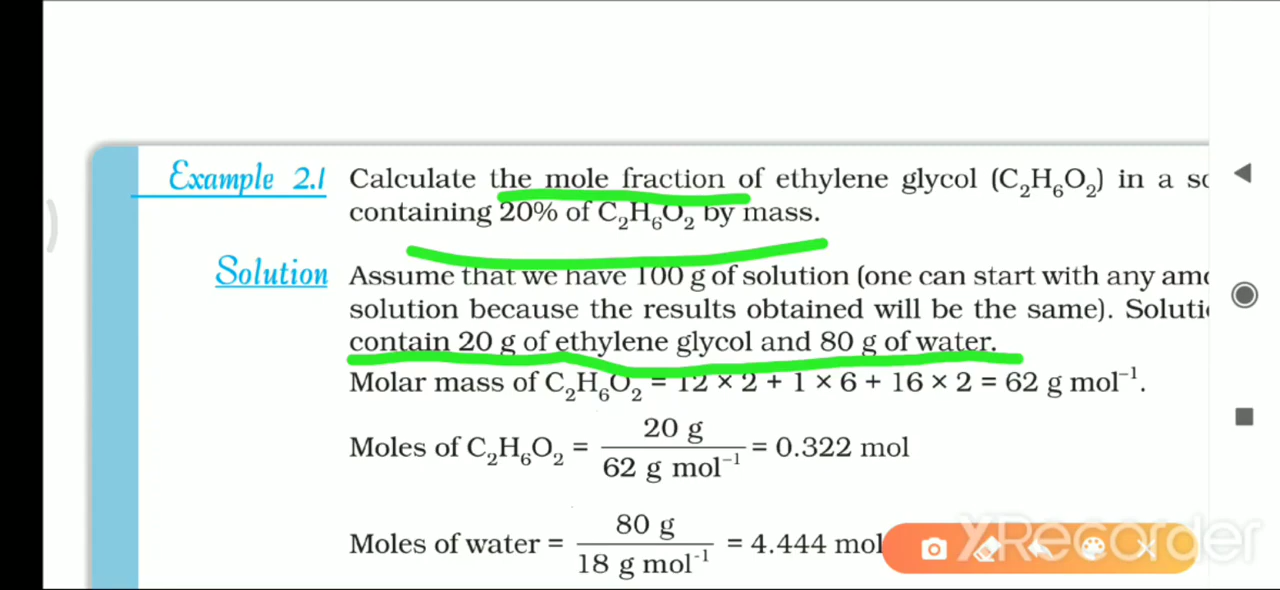 Example 2.1 Calculate the mole fraction of ethylene glycol (C₂H₆O₂) in a
containing 20% of C₂H₆O₂ by mass.
Solution Assume that we have 100 g of solution (one can start with any
solution because the results obtained will be the same).
contain 20 g of ethylene glycol and 80 g of water.
Molar mass of C₂H₆O₂ = 12 × 2 + 1 × 6 + 16 × 2 = 62 g mol⁻¹.
Moles of C₂H₆O₂ = 20 g / 62 g mol⁻¹ = 0.322 mol
Moles of water = 80 g / 18 g mol⁻¹ = 4.444 mol
XRecorder